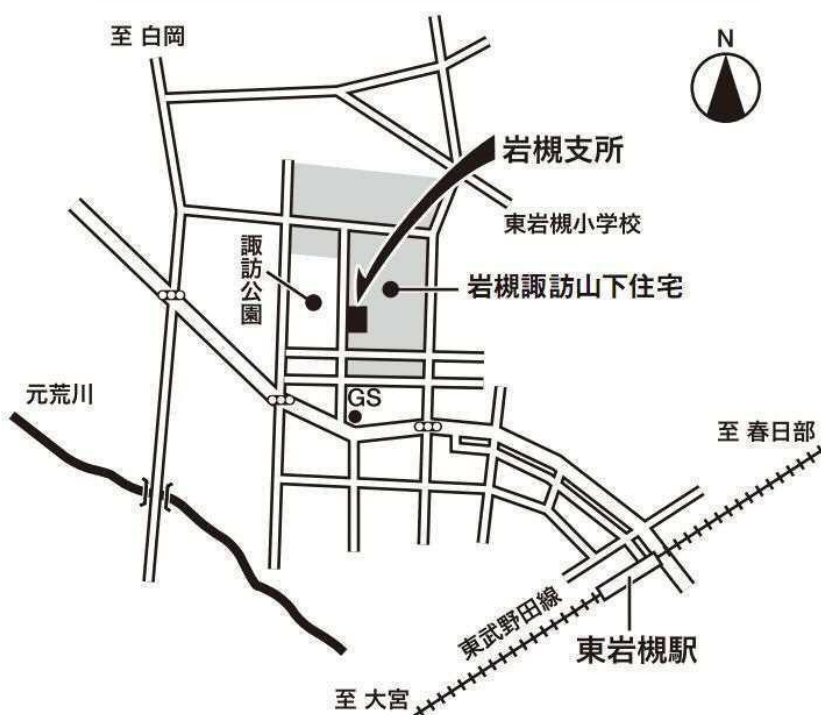 至 白岡
N
岩槻支所
東岩槻小学校
諏訪公園
岩槻諏訪山下住宅
元荒川
GS
至 春日部
東武野田線
東岩槻駅
至 大宮